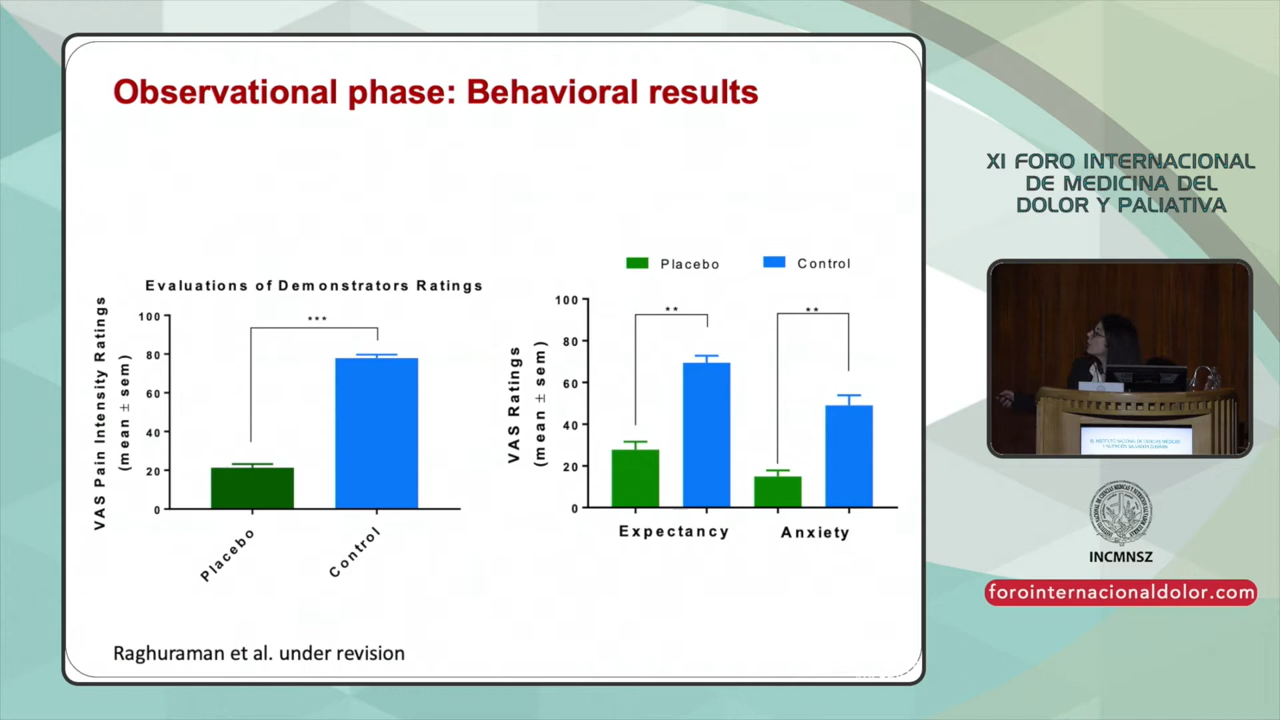 Observational phase: Behavioral results
Evaluations of Demonstrators Ratings
VAS Pain Intensity Ratings
(mean ± sem)
100
80
60
40
20
0
***
Placebo
Control
Placebo
Control
VAS Ratings
(mean ± sem)
100
80
60
40
20
0
**
**
Expectancy
Anxiety
Raghuraman et al. under revision
XI FORO INTERNACIONAL
DE MEDICINA DEL
DOLOR Y PALIATIVA
INCMNSZ
forointernacionaldolor.com